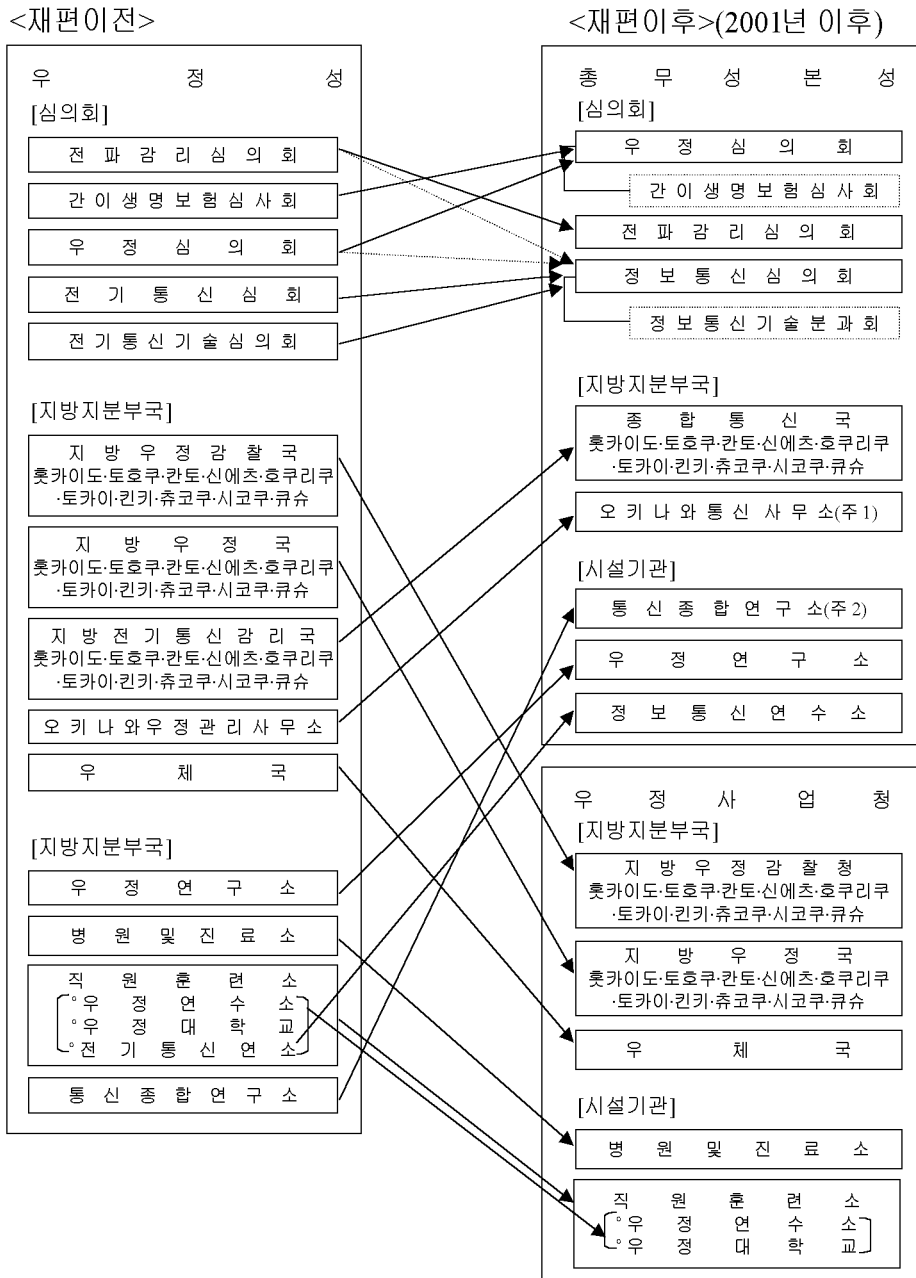 <재편이전>
우 정 성
[심의회]
전 파 감 리 심 의 회
간 이 생 명 보 험 심 사 회
우 정 심 의 회
전 기 통 신 심 회
전 기 통 신 기 술 심 의 회
[지방지분부국]
지 방 우 정 감 찰 국
홋카이도·토호쿠·칸토·신에츠·호쿠리쿠
·토카이·킨키·츄코쿠·시코쿠·큐슈
지 방 우 정 국
홋카이도·토호쿠·칸토·신에츠·호쿠리쿠
·토카이·킨키·츄코쿠·시코쿠·큐슈
지 방 전 기 통 신 감 리 국
홋카이도·토호쿠·칸토·신에츠·호쿠리쿠
·토카이·킨키·츄코쿠·시코쿠·큐슈
오 키 나 와 우 정 관 리 사 무 소
우 체 국
[지방지분부국]
우 정 연 구 소
병 원 및 진 료 소
직 원 훈 련 소
°우 정 연 수 소
°우 정 대 학 교
°전 기 통 신 연 소
통 신 종 합 연 구 소
<재편이후>(2001년 이후)
총 무 성 본 성
[심의회]
우 정 심 의 회
간 이 생 명 보 험 심 사 회
전 파 감 리 심 의 회
정 보 통 신 심 의 회
정 보 통 신 기 술 분 과 회
[지방지분부국]
종 합 통 신 국
홋카이도·토호쿠·칸토·신에츠·호쿠리쿠
·토카이·킨키·츄코쿠·시코쿠·큐슈
오 키 나 와 통 신 사 무 소(주1)
[시설기관]
통 신 종 합 연 구 소(주2)
우 정 연 구 소
정 보 통 신 연 수 소
우 정 사 업 청
[지방지분부국]
지 방 우 정 감 찰 청
홋카이도·토호쿠·칸토·신에츠·호쿠리쿠
·토카이·킨키·츄코쿠·시코쿠·큐슈
지 방 우 정 국
홋카이도·토호쿠·칸토·신에츠·호쿠리쿠
·토카이·킨키·츄코쿠·시코쿠·큐슈
우 체 국
[시설기관]
병 원 및 진 료 소
직 원 훈 련 소
°우 정 연 수 소
°우 정 대 학 교